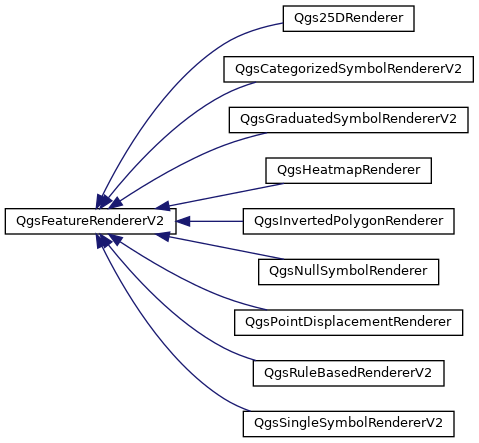 Qgs25DRenderer
QgsCategorizedSymbolRendererV2
QgsGraduatedSymbolRendererV2
QgsHeatmapRenderer
QgsFeatureRendererV2
QgsInvertedPolygonRenderer
QgsNullSymbolRenderer
QgsPointDisplacementRenderer
QgsRuleBasedRendererV2
QgsSingleSymbolRendererV2